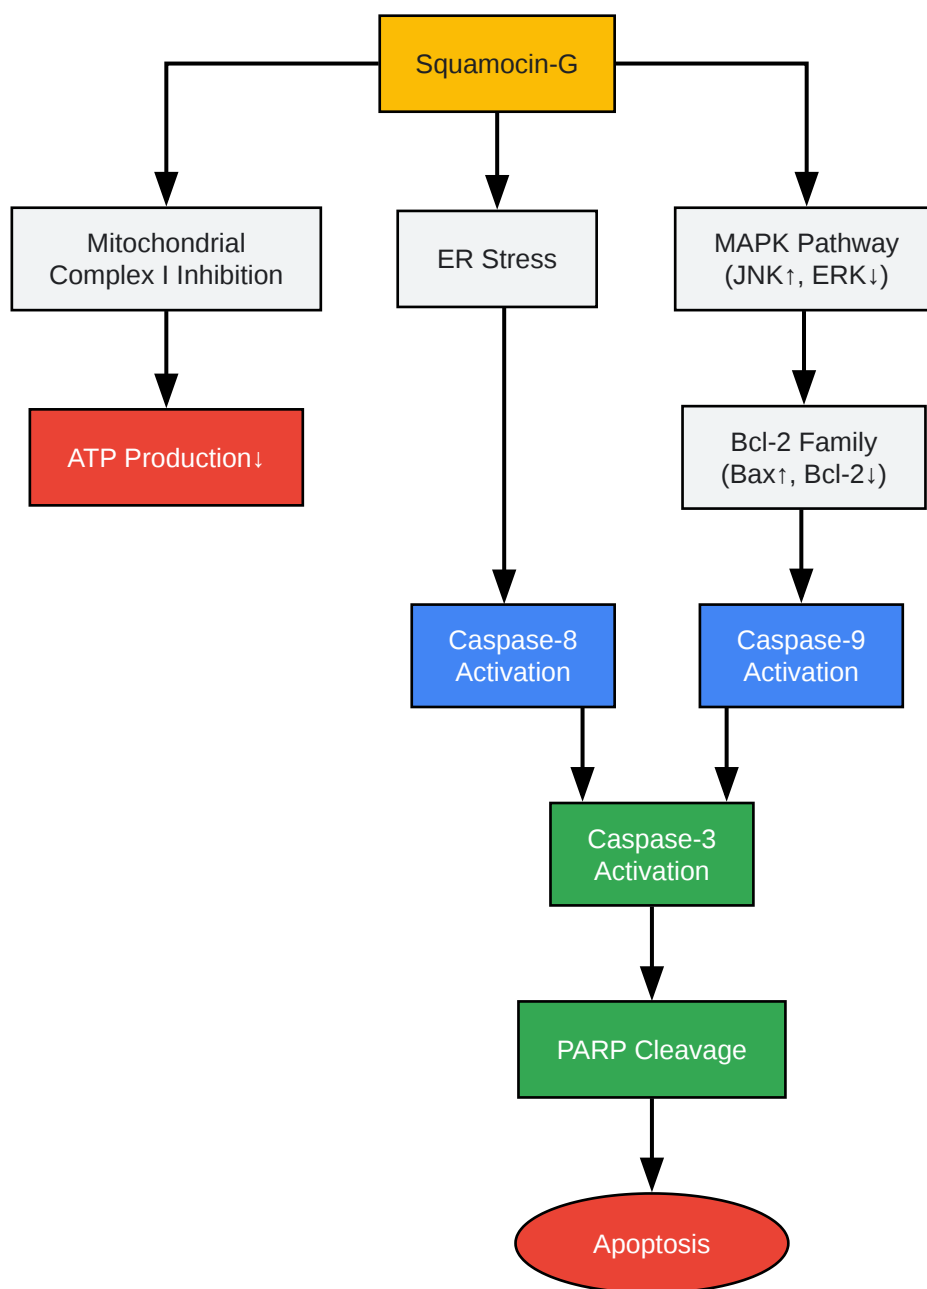 Squamocin-G
Mitochondrial
Complex I Inhibition
ER Stress
MAPK Pathway
(JNK↑, ERK↓)
ATP Production↓
Bcl-2 Family
(Bax↑, Bcl-2↓)
Caspase-8
Activation
Caspase-9
Activation
Caspase-3
Activation
PARP Cleavage
Apoptosis